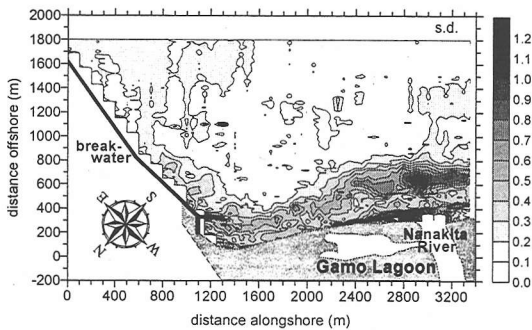 s.d.
2000
1800
1600
1400
1200
1000
800
600
400
200
0
-200
distance offshore (m)
break-
water
N
E
S
W
Nanakita
River
Gamo Lagoon
0 400 800 1200 1600 2000 2400 2800 3200
distance alongshore (m)
1.2
1.1
1.0
0.9
0.8
0.7
0.6
0.5
0.4
0.3
0.2
0.1
0.0